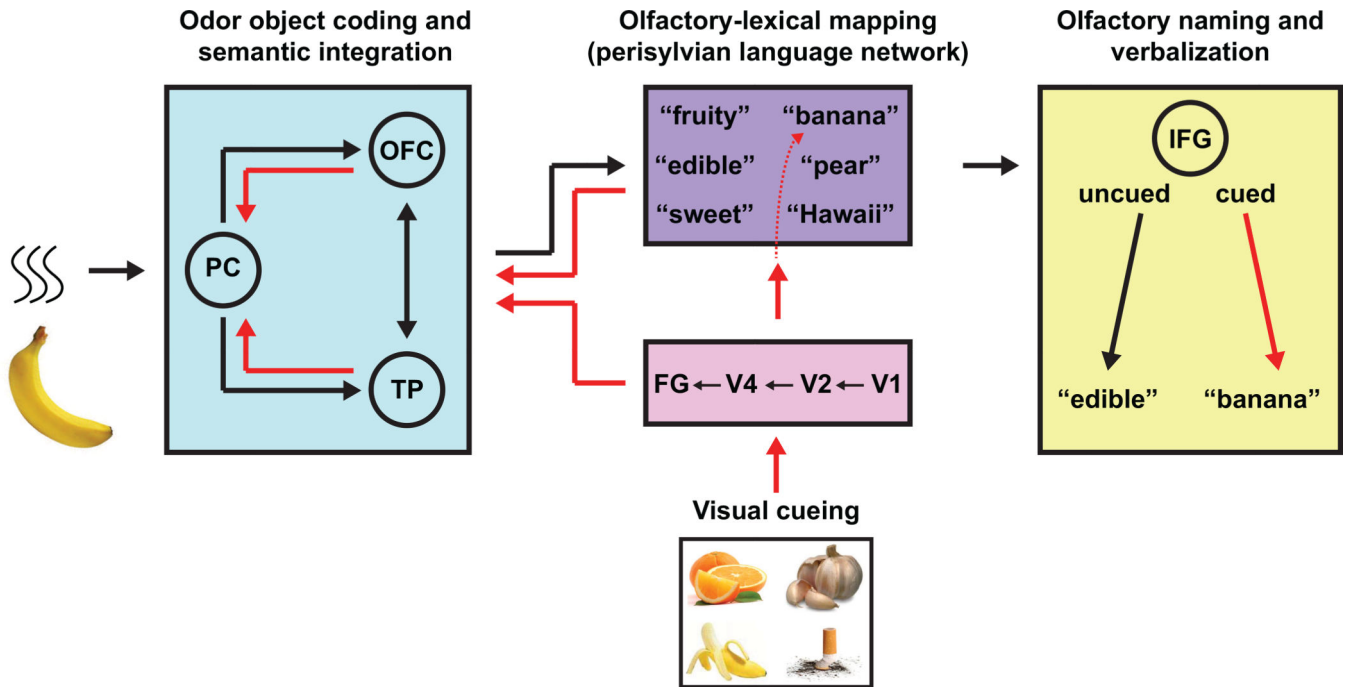 Odor object coding and
semantic integration
Olfactory-lexical mapping
(perisylvian language network)
Olfactory naming and
verbalization
OFC
PC
TP
“fruity” “banana”
“edible” “pear”
“sweet” “Hawaii”
FG V4 V2 V1
Visual cueing
IFG
uncued cued
“edible” “banana”